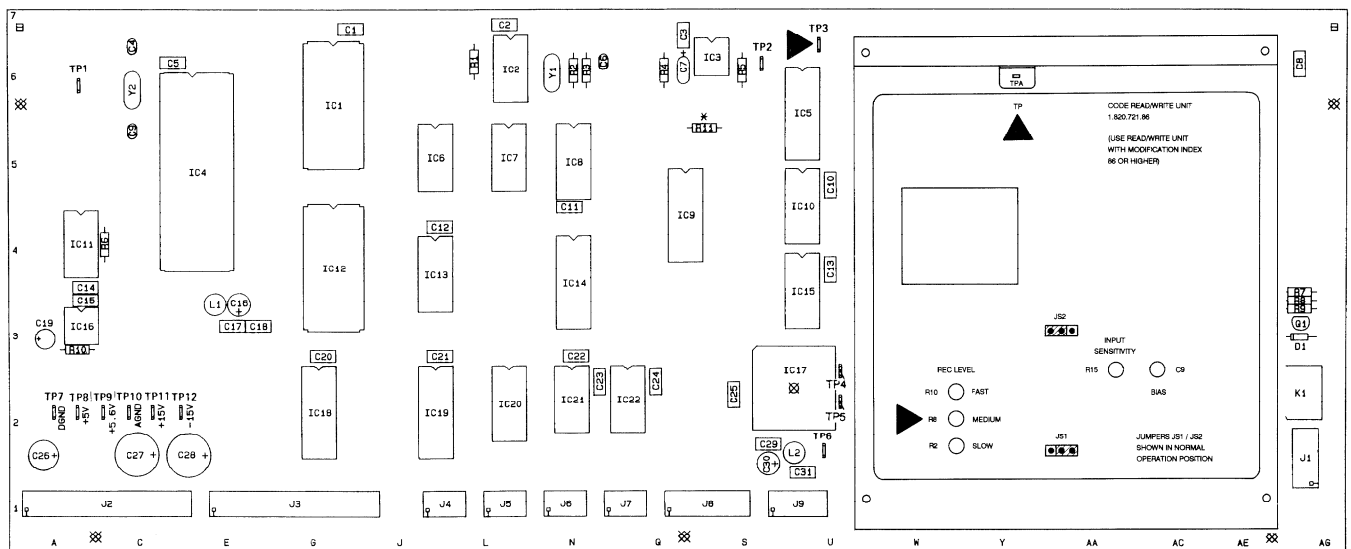 7
C1
C2
TP3
C4
C3
TP2
C5
R1
IC2
Y1
R2
R3
C6
R4
C7
+
IC3
R5
C8
6
TP1
Y2
IC1
IC5
TPA
TP
CODE READ/WRITE UNIT
1.820.721.86
(USE READ/WRITE UNIT
WITH MODIFICATION INDEX
86 OR HIGHER)
C9
*
R11
5
IC4
IC6
IC7
IC8
C10
IC9
IC10
C11
4
IC11
R6
C12
IC12
IC13
IC14
C13
IC15
C14
C15
L1
C16
+
R7
R8
R9
C19
+
IC16
C17
C18
JS2
Q1
3
R10
D1
INPUT
SENSITIVITY
C20
C21
C22
IC17
R15
C9
REC LEVEL
BIAS
C23
C24
C25
TP4
TP7
TP8
TP9
TP10
TP11
TP12
R10
FAST
K1
DGND
+5V
+5.6V
AGND
+15V
-15V
IC18
IC19
IC20
IC21
IC22
TP5
2
R6
MEDIUM
C26
+
C27
+
C28
+
C29
L2
TP6
R2
SLOW
JS1
JUMPERS JS1 / JS2
SHOWN IN NORMAL
OPERATION POSITION
J1
C30
+
C31
1
J2
J3
J4
J5
J6
J7
J8
J9
A
C
E
G
J
L
N
Q
S
U
W
Y
AA
AC
AE
AG